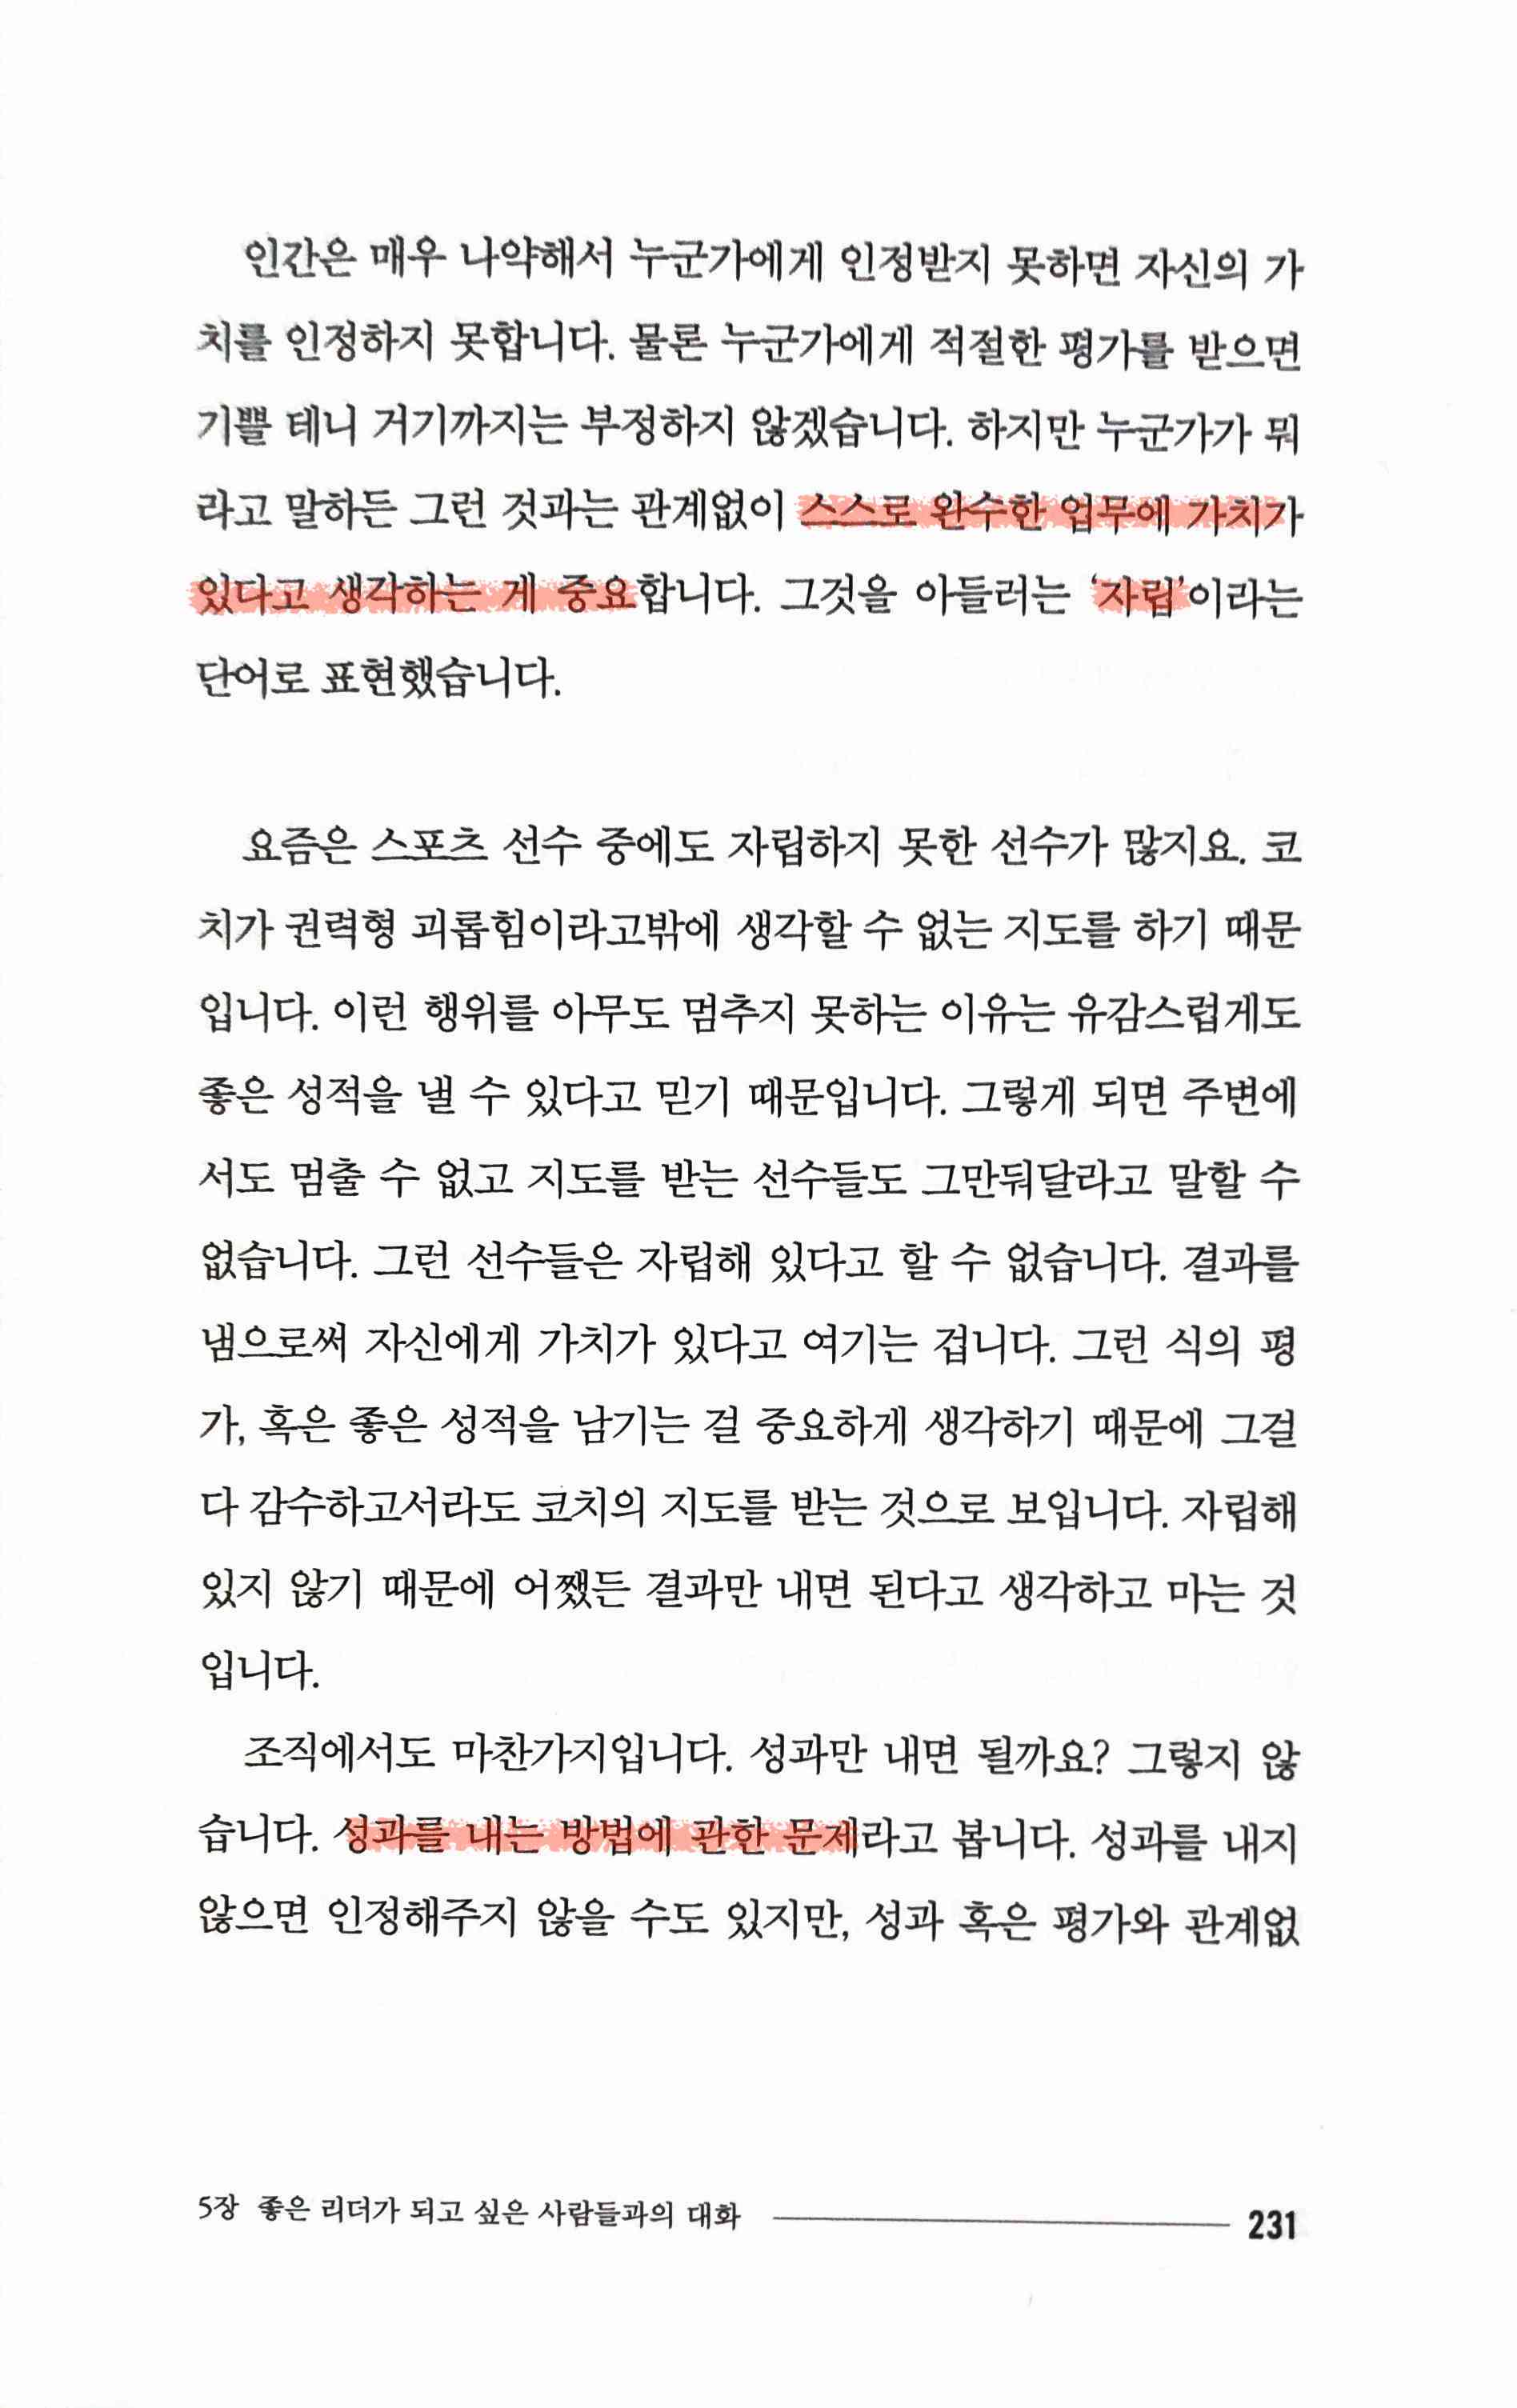 인간은 매우 나약해서 누군가에게 인정받지 못하면 자신의 가
치를 인정하지 못합니다. 물론 누군가에게 적절한 평가를 받으면
기쁠 테니 거기까지는 부정하지 않겠습니다. 하지만 누군가가 뭐
라고 말하든 그런 것과는 관계없이 스스로 완수한 업무에 가치가
있다고 생각하는 게 중요합니다. 그것을 아들러는 ‘자립’이라는
단어로 표현했습니다.
요즘은 스포츠 선수 중에도 자립하지 못한 선수가 많지요. 코
치가 권력형 괴롭힘이라고밖에 생각할 수 없는 지도를 하기 때문
입니다. 이런 행위를 아무도 멈추지 못하는 이유는 유감스럽게도
좋은 성적을 낼 수 있다고 믿기 때문입니다. 그렇게 되면 주변에
서도 멈출 수 없고 지도를 받는 선수들도 그만둬달라고 말할 수
없습니다. 그런 선수들은 자립해 있다고 할 수 없습니다. 결과를
냄으로써 자신에게 가치가 있다고 여기는 겁니다. 그런 식의 평
가, 혹은 좋은 성적을 남기는 걸 중요하게 생각하기 때문에 그걸
다 감수하고서라도 코치의 지도를 받는 것으로 보입니다. 자립해
있지 않기 때문에 어쨌든 결과만 내면 된다고 생각하고 마는 것
입니다.
조직에서도 마찬가지입니다. 성과만 내면 될까요? 그렇지 않
습니다. 성과를 내는 방법에 관한 문제라고 봅니다. 성과를 내지
않으면 인정해주지 않을 수도 있지만, 성과 혹은 평가와 관계없
5장 좋은 리더가 되고 싶은 사람들과의 대화 231